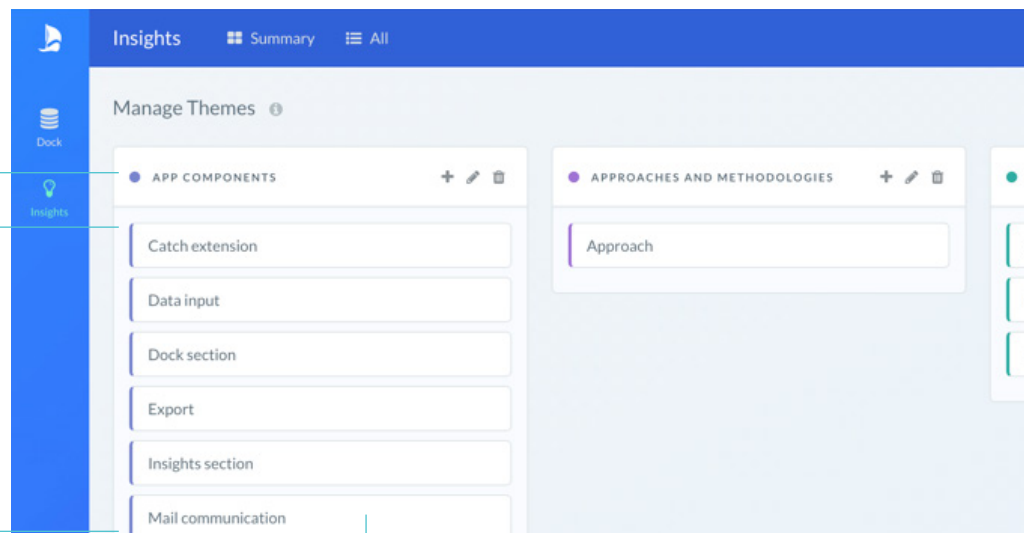 Insights
Summary
All
Dock
Insights
Manage Themes
APP COMPONENTS
Catch extension
Data input
Dock section
Export
Insights section
Mail communication
APPROACHES AND METHODOLOGIES
Approach